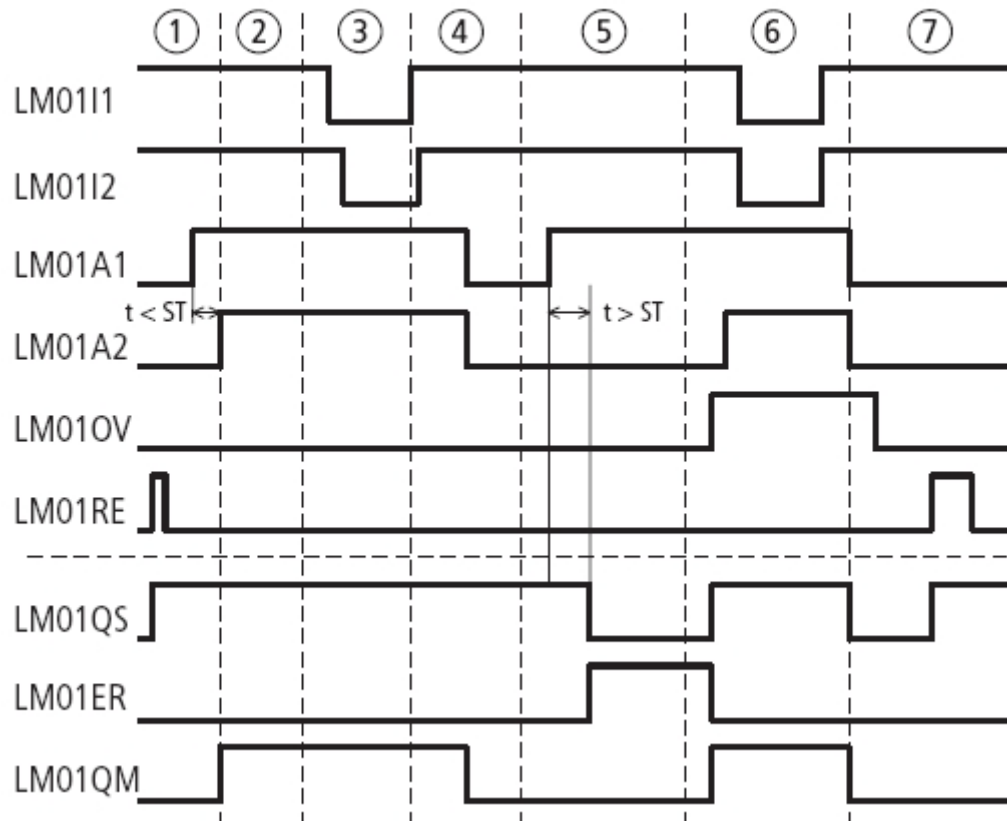 ① ② ③ ④ ⑤ ⑥ ⑦
LM01I1
LM01I2
LM01A1
t < ST t > ST
LM01A2
LM01OV
LM01RE
LM01QS
LM01ER
LM01QM